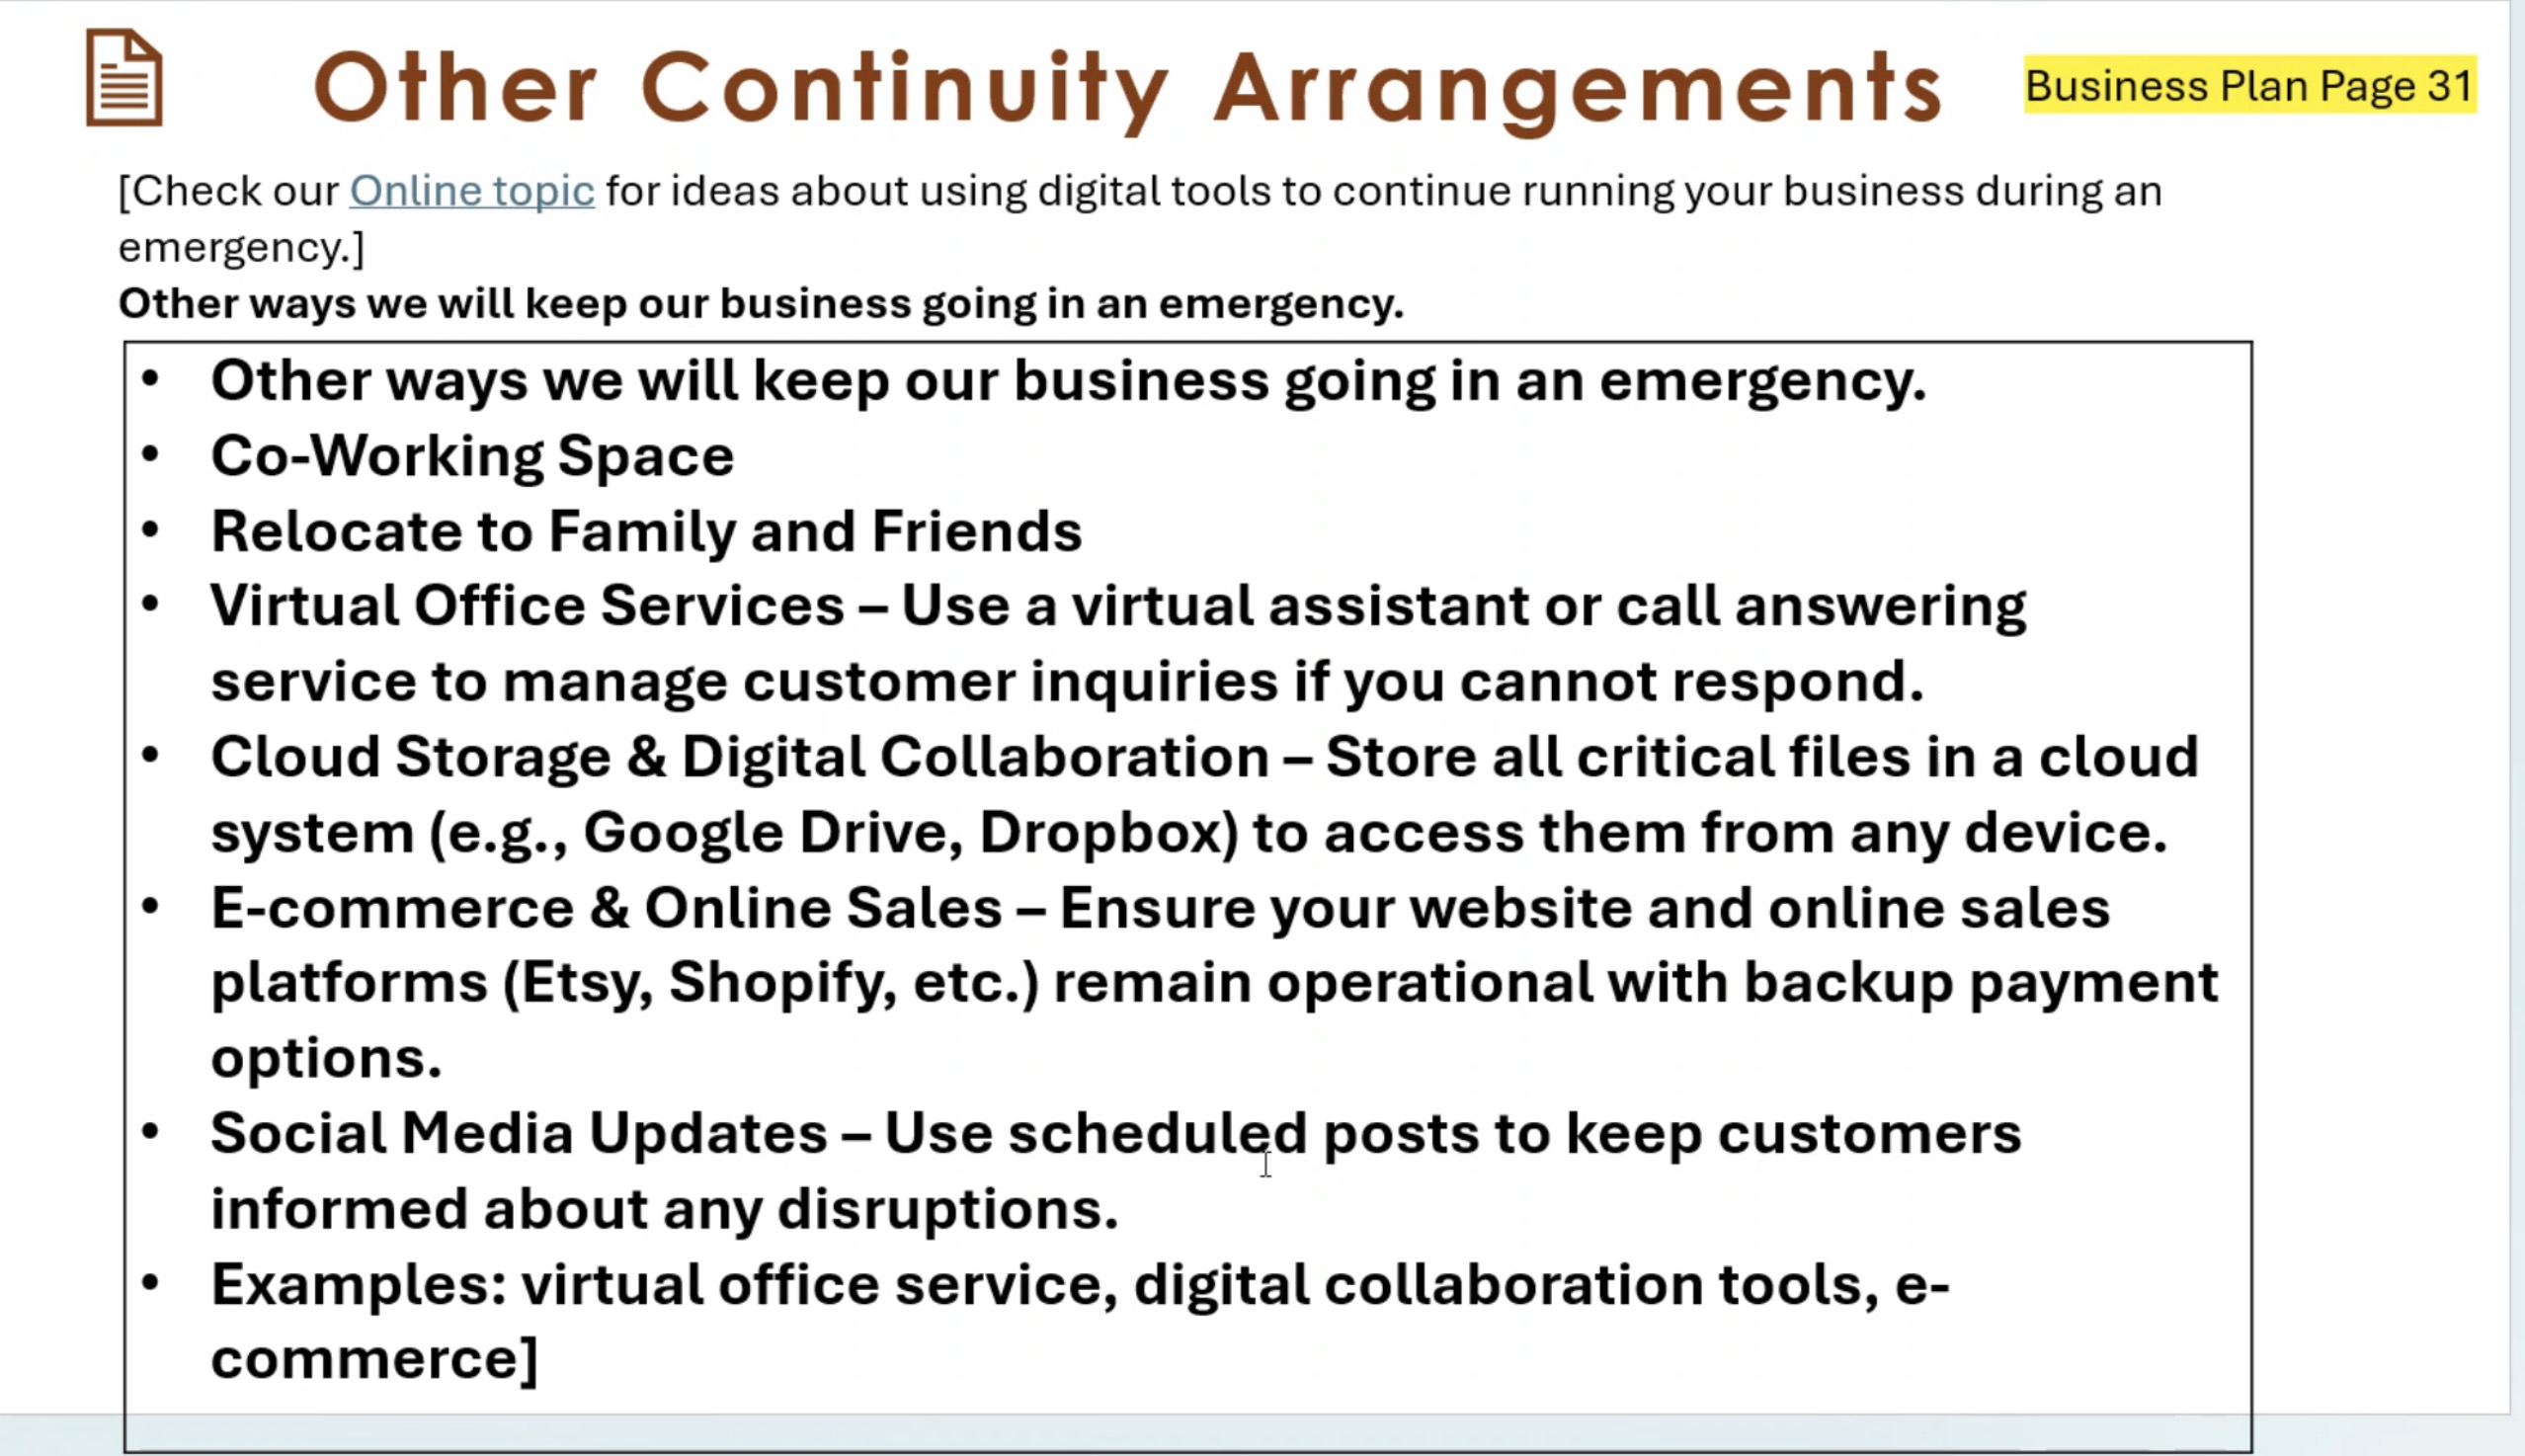 Other Continuity Arrangements
Business Plan Page 31
[Check our Online topic for ideas about using digital tools to continue running your business during an
emergency.]
Other ways we will keep our business going in an emergency.
• Other ways we will keep our business going in an emergency.
• Co-Working Space
• Relocate to Family and Friends
• Virtual Office Services – Use a virtual assistant or call answering
service to manage customer inquiries if you cannot respond.
• Cloud Storage & Digital Collaboration – Store all critical files in a cloud
system (e.g., Google Drive, Dropbox) to access them from any device.
• E-commerce & Online Sales – Ensure your website and online sales
platforms (Etsy, Shopify, etc.) remain operational with backup payment
options.
• Social Media Updates – Use scheduled posts to keep customers
informed about any disruptions.
• Examples: virtual office service, digital collaboration tools, e-
commerce]